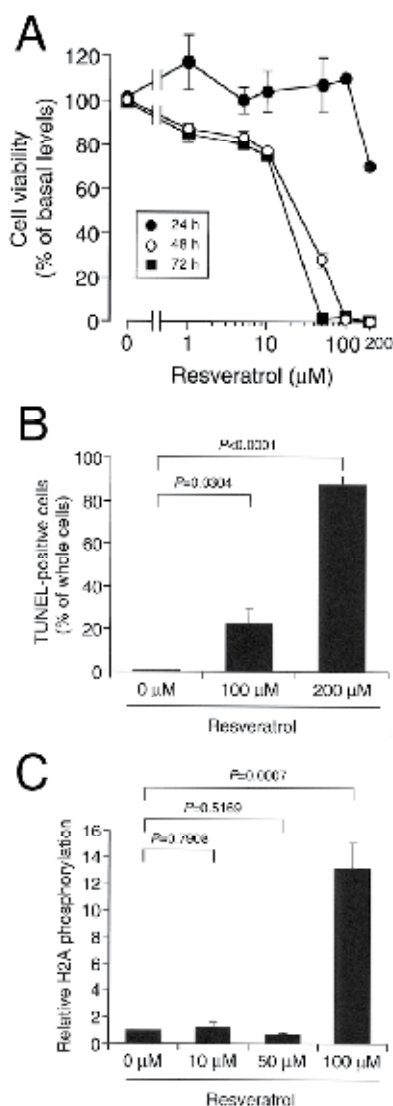 A
Cell viability
(% of basal levels)
120
100
80
60
40
20
0
24 h
48 h
72 h
0 1 10 100 200
Resveratrol (µM)
B
P<0.0001
P=0.0304
TUNEL-positive cells
(% of whole cells)
100
80
60
40
20
0
0 µM 100 µM 200 µM
Resveratrol
C
P=0.0007
P=0.5169
P=0.7908
Relative H2A phosphorylation
16
14
12
10
8
6
4
2
0
0 µM 10 µM 50 µM 100 µM
Resveratrol